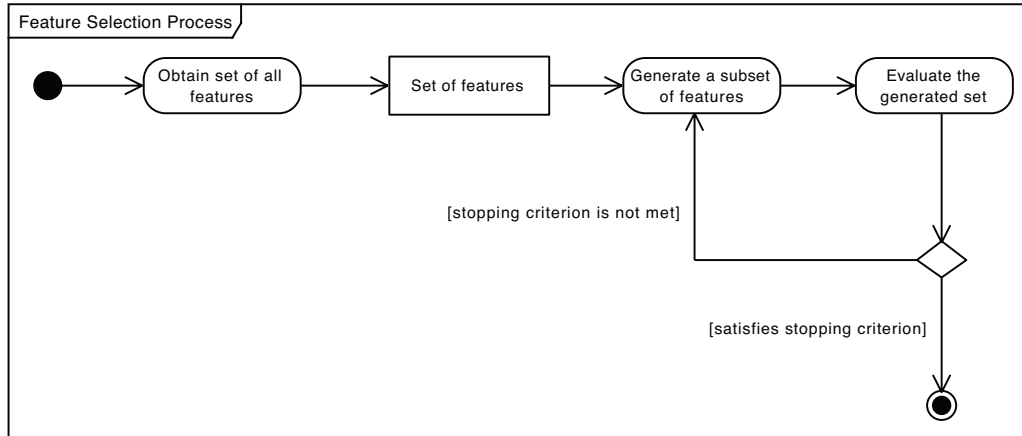 Feature Selection Process
Obtain set of all
features
Set of features
Generate a subset
of features
Evaluate the
generated set
[stopping criterion is not met]
[satisfies stopping criterion]